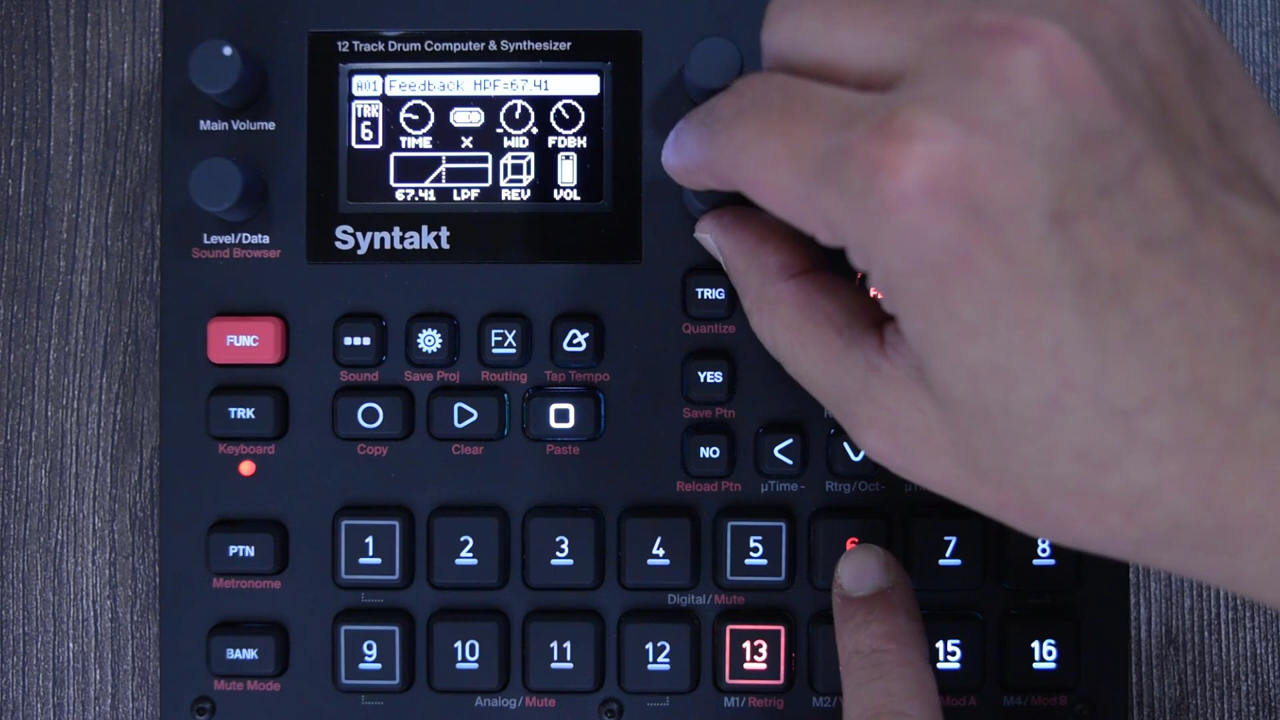 12 Track Drum Computer & Synthesizer
A01 Feedback HPF=67.41
TRK
6
TIME X WID FDBK
67.41 LPF REV VOL
Main Volume
Syntakt
Level/Data
Sound Browser
TRIG
Quantize
FUNC
FX
Sound Save Proj Routing Tap Tempo
YES
Save Ptn
TRK
Keyboard
Copy Clear Paste
NO
Reload Ptn µTime- Rtrg/Oct-
PTN
Metronome
1 2 3 4 5 6 7 8
Digital/Mute
BANK
Mute Mode
9 10 11 12 13 15 16
Analog/Mute M1/Retrig M2/ Mod A M4/Mod B